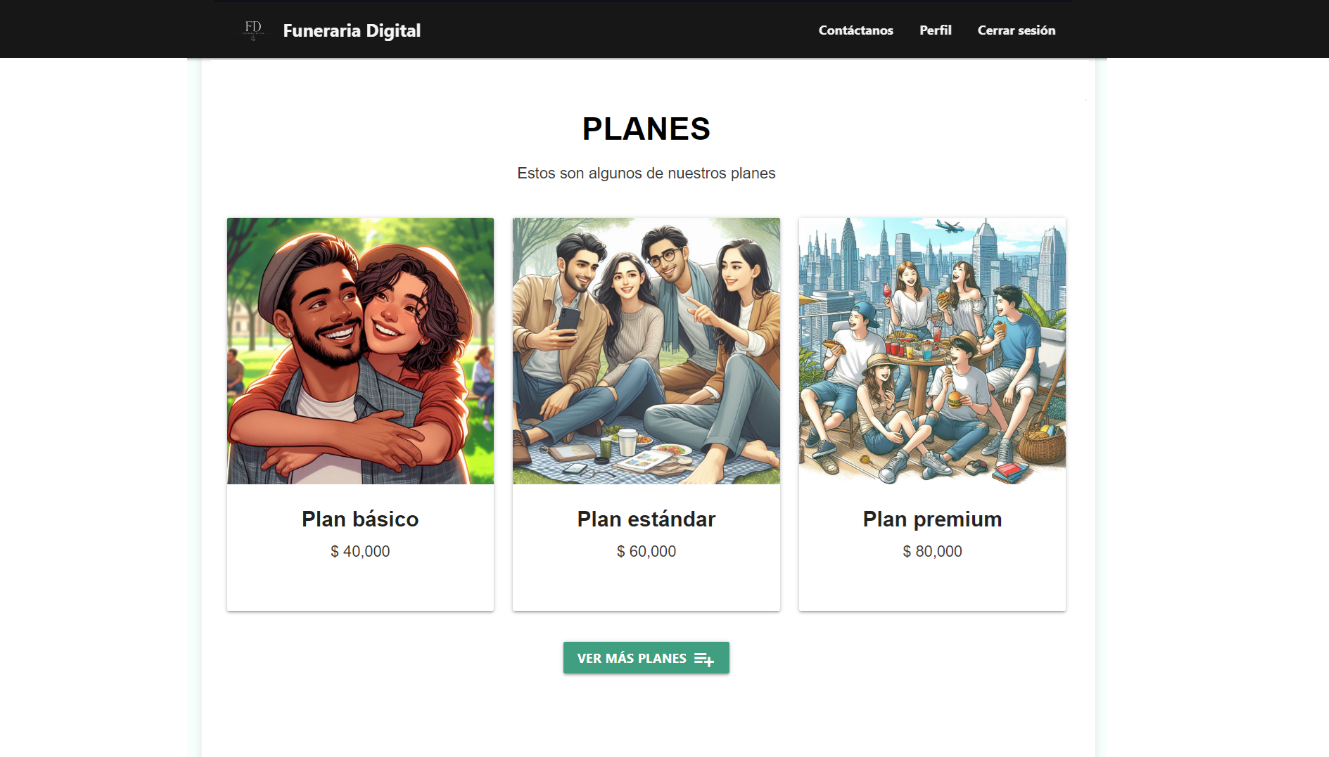 FD
Funeraria Digital
Contáctanos
Perfil
Cerrar sesión
PLANES
Estos son algunos de nuestros planes
Plan básico
$ 40,000
Plan estándar
$ 60,000
Plan premium
$ 80,000
VER MÁS PLANES